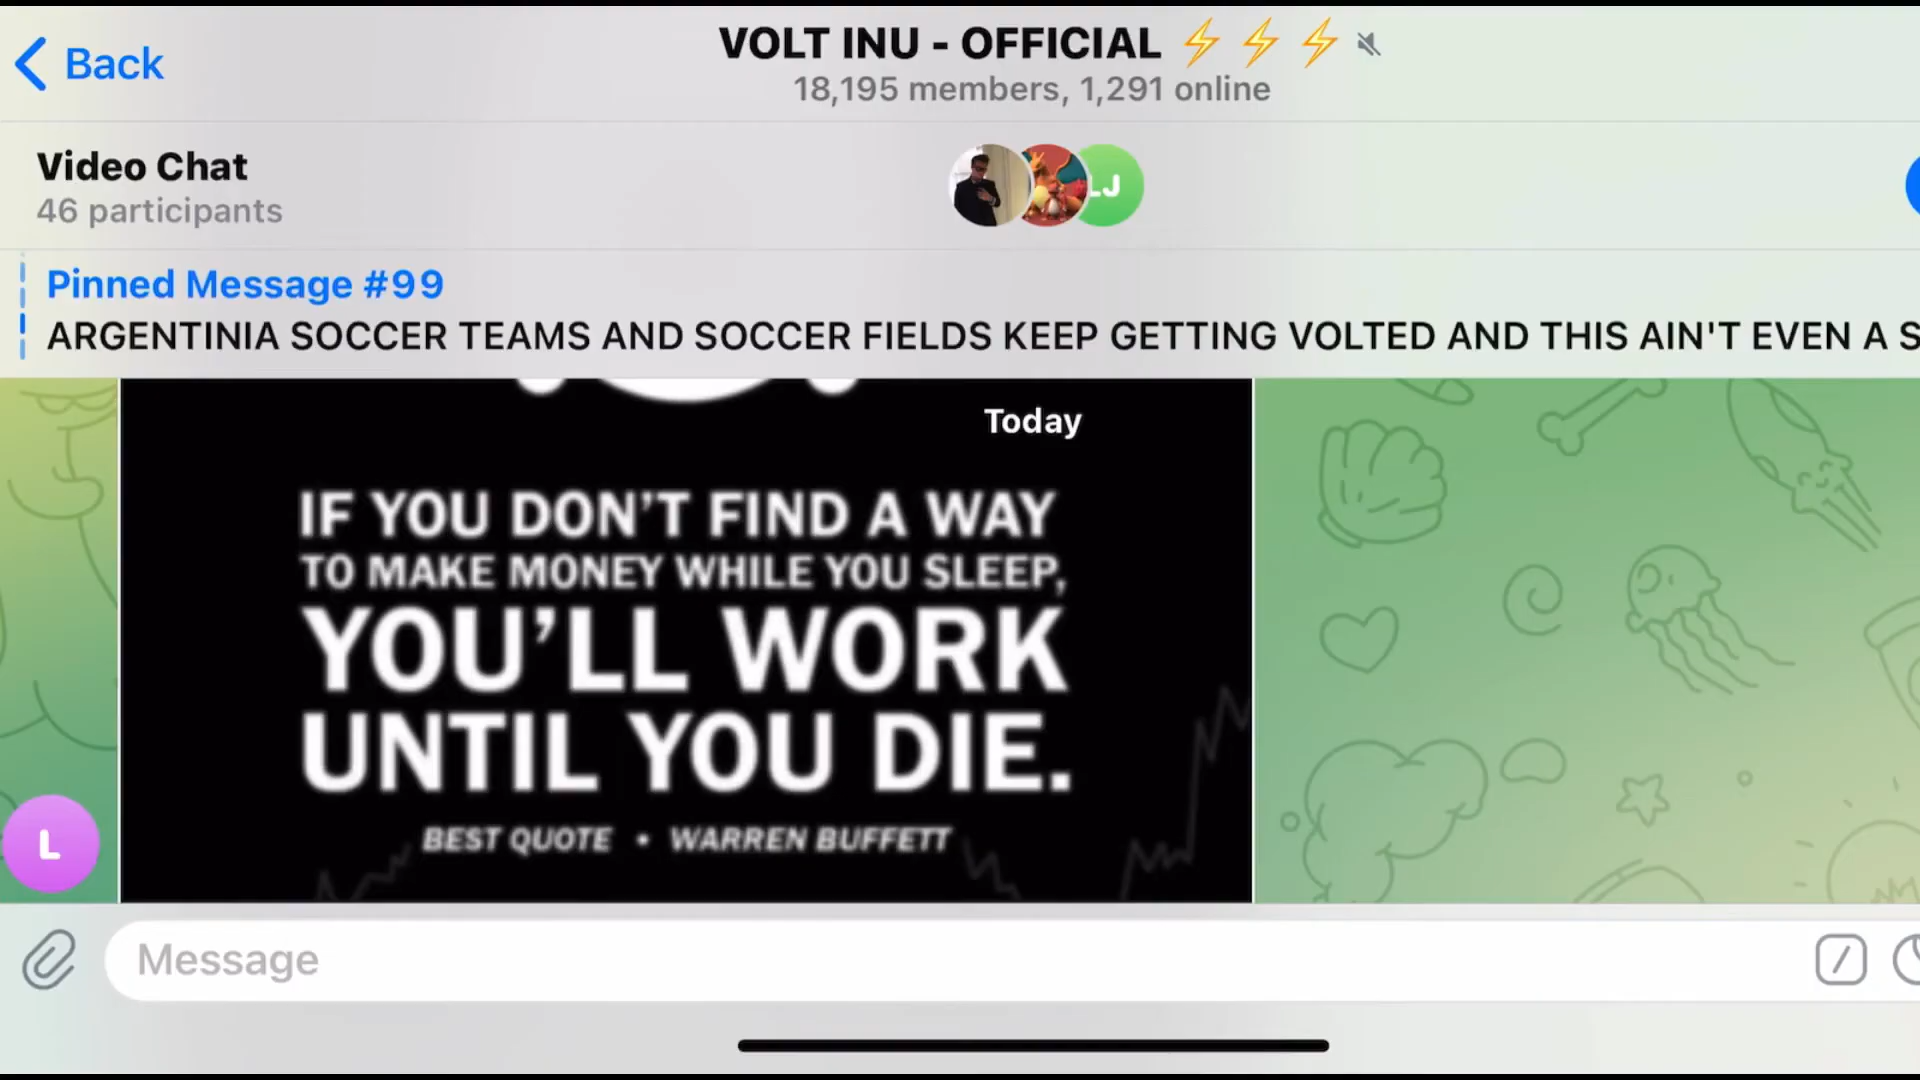 VOLT INU - OFFICIAL ⚡⚡⚡
Back
18,195 members, 1,291 online
Video Chat
46 participants
LJ
Pinned Message #99
ARGENTINIA SOCCER TEAMS AND SOCCER FIELDS KEEP GETTING VOLTED AND THIS AIN'T EVEN A S
Today
IF YOU DON'T FIND A WAY
TO MAKE MONEY WHILE YOU SLEEP,
YOU'LL WORK
UNTIL YOU DIE.
BEST QUOTE • WARREN BUFFETT
L
Message